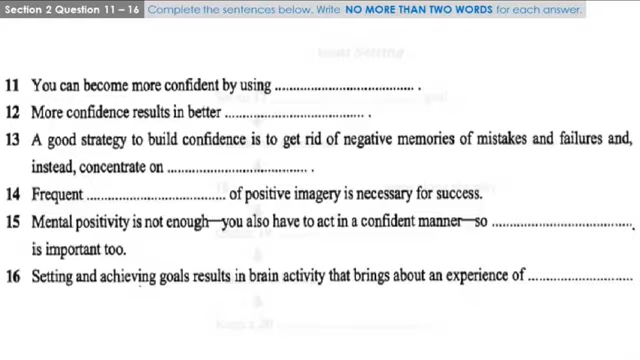 Section 2 Question 11 – 16 Complete the sentences below. Write NO MORE THAN TWO WORDS for each answer.
11 You can become more confident by using ........................................ .
12 More confidence results in better ........................................ .
13 A good strategy to build confidence is to get rid of negative memories of mistakes and failures and,
instead, concentrate on ........................................ .
14 Frequent ........................................ of positive imagery is necessary for success.
15 Mental positivity is not enough—you also have to act in a confident manner—so ........................................
is important too.
16 Setting and achieving goals results in brain activity that brings about an experience of ..............................